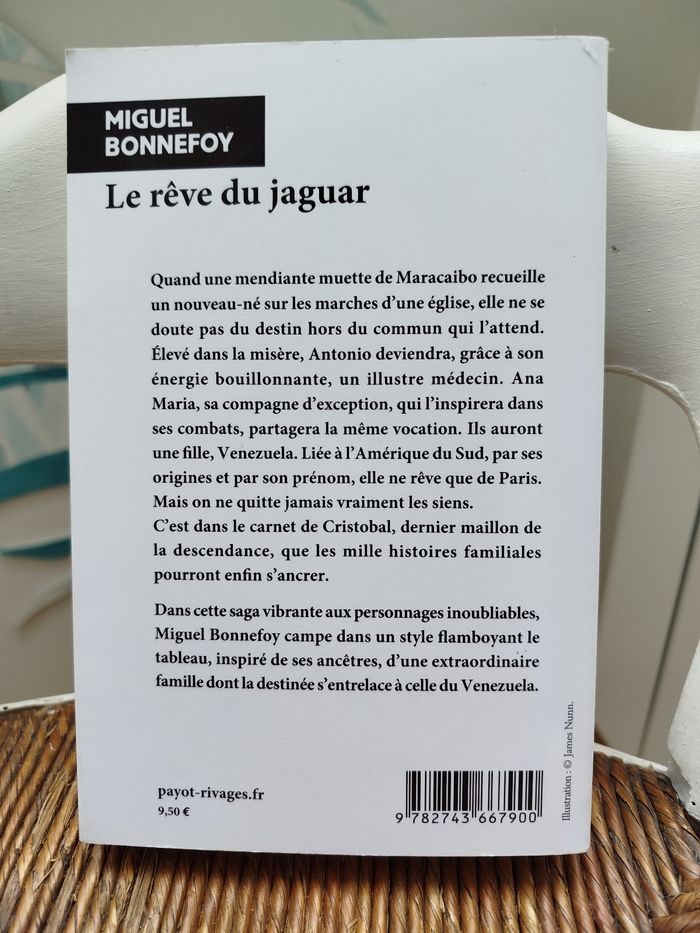 MIGUEL
BONNEFOY
Le rêve du jaguar
Quand une mendiante muette de Maracaibo recueille
un nouveau-né sur les marches d'une église, elle ne se
doute pas du destin hors du commun qui l'attend.
Élevé dans la misère, Antonio deviendra, grâce à son
énergie bouillonnante, un illustre médecin. Ana
Maria, sa compagne d'exception, qui l'inspirera dans
ses combats, partagera la même vocation. Ils auront
une fille, Venezuela. Liée à l'Amérique du Sud, par ses
origines et par son prénom, elle ne rêve que de Paris.
Mais on ne quitte jamais vraiment les siens.
C'est dans le carnet de Cristobal, dernier maillon de
la descendance, que les mille histoires familiales
pourront enfin s'ancrer.
Dans cette saga vibrante aux personnages inoubliables,
Miguel Bonnefoy campe dans un style flamboyant le
tableau, inspiré de ses ancêtres, d'une extraordinaire
famille dont la destinée s'entrelace à celle du Venezuela.
payot-rivages.fr
9,50 €
9 782743 667900
Illustration : © James Nunn.